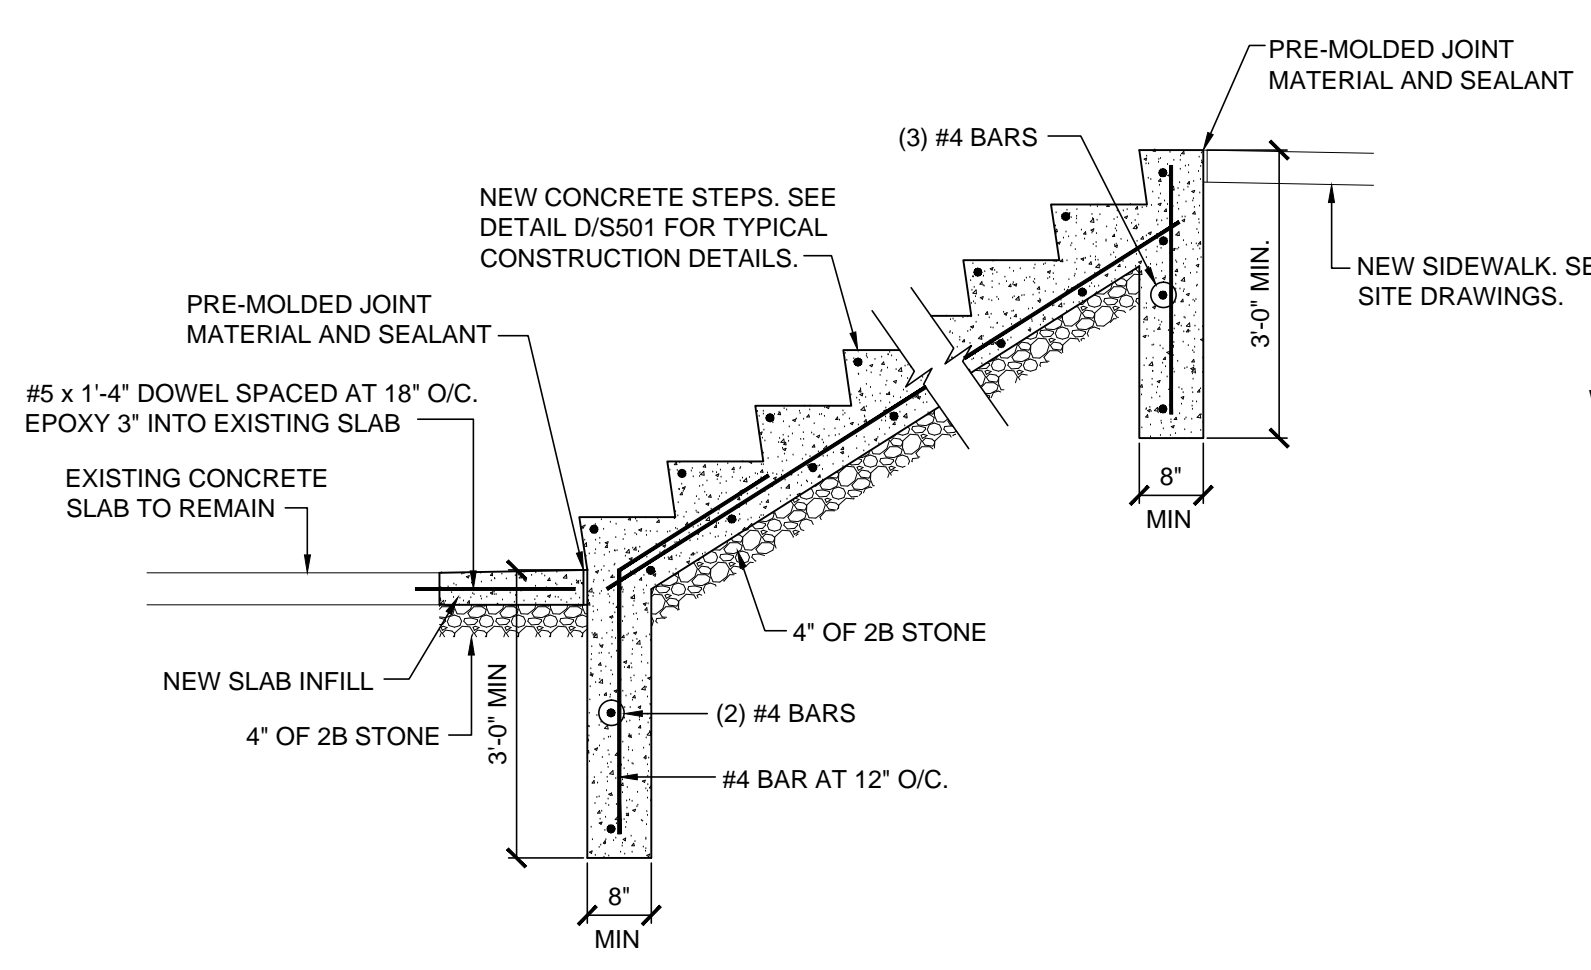 PRE-MOLDED JOINT
MATERIAL AND SEALANT
(3) #4 BARS
NEW CONCRETE STEPS. SEE
DETAIL D/S501 FOR TYPICAL
CONSTRUCTION DETAILS.
3'-0" MIN.
NEW SIDEWALK. SE
SITE DRAWINGS.
PRE-MOLDED JOINT
MATERIAL AND SEALANT
#5 x 1'-4" DOWEL SPACED AT 18" O/C.
EPOXY 3" INTO EXISTING SLAB
EXISTING CONCRETE
SLAB TO REMAIN
8"
MIN
4" OF 2B STONE
NEW SLAB INFILL
3'-0" MIN
(2) #4 BARS
4" OF 2B STONE
#4 BAR AT 12" O/C.
8"
MIN